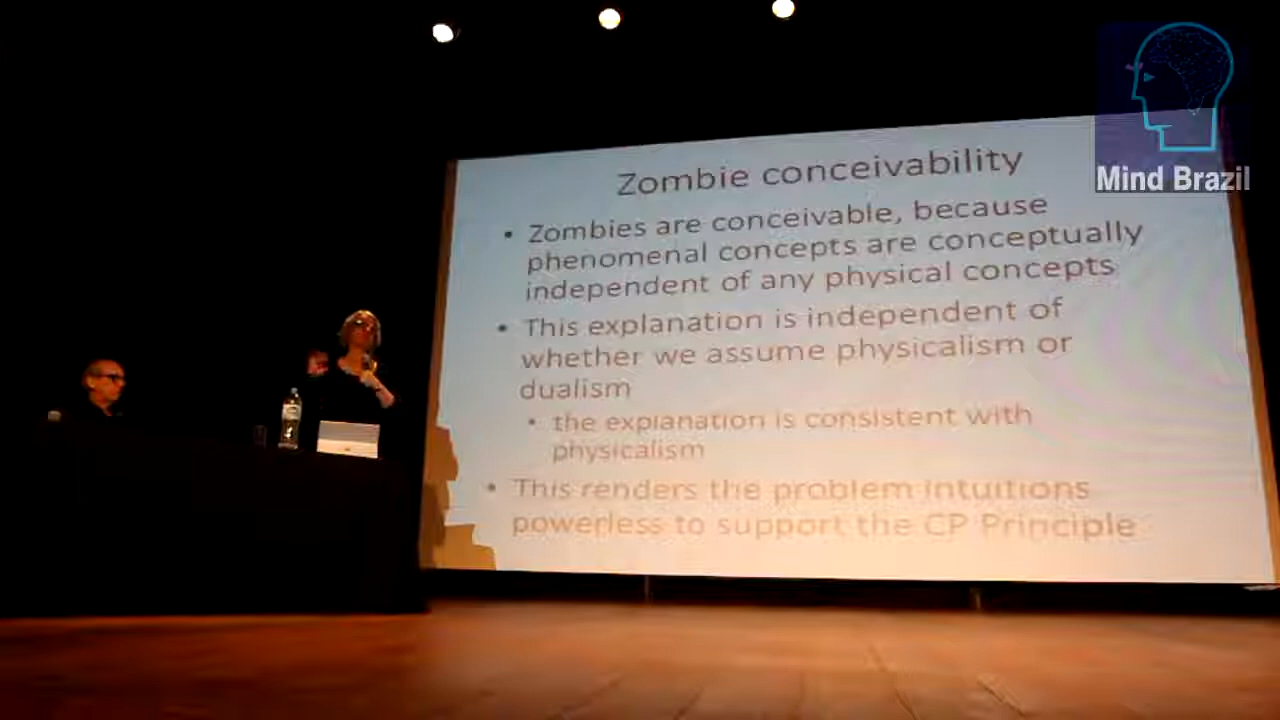 Mind Brazil
Zombie conceivability
• Zombies are conceivable, because
phenomenal concepts are conceptually
independent of any physical concepts
• This explanation is independent of
whether we assume physicalism or
dualism
• the explanation is consistent with
physicalism
• This renders the problem intuitions
powerless to support the CP Principle